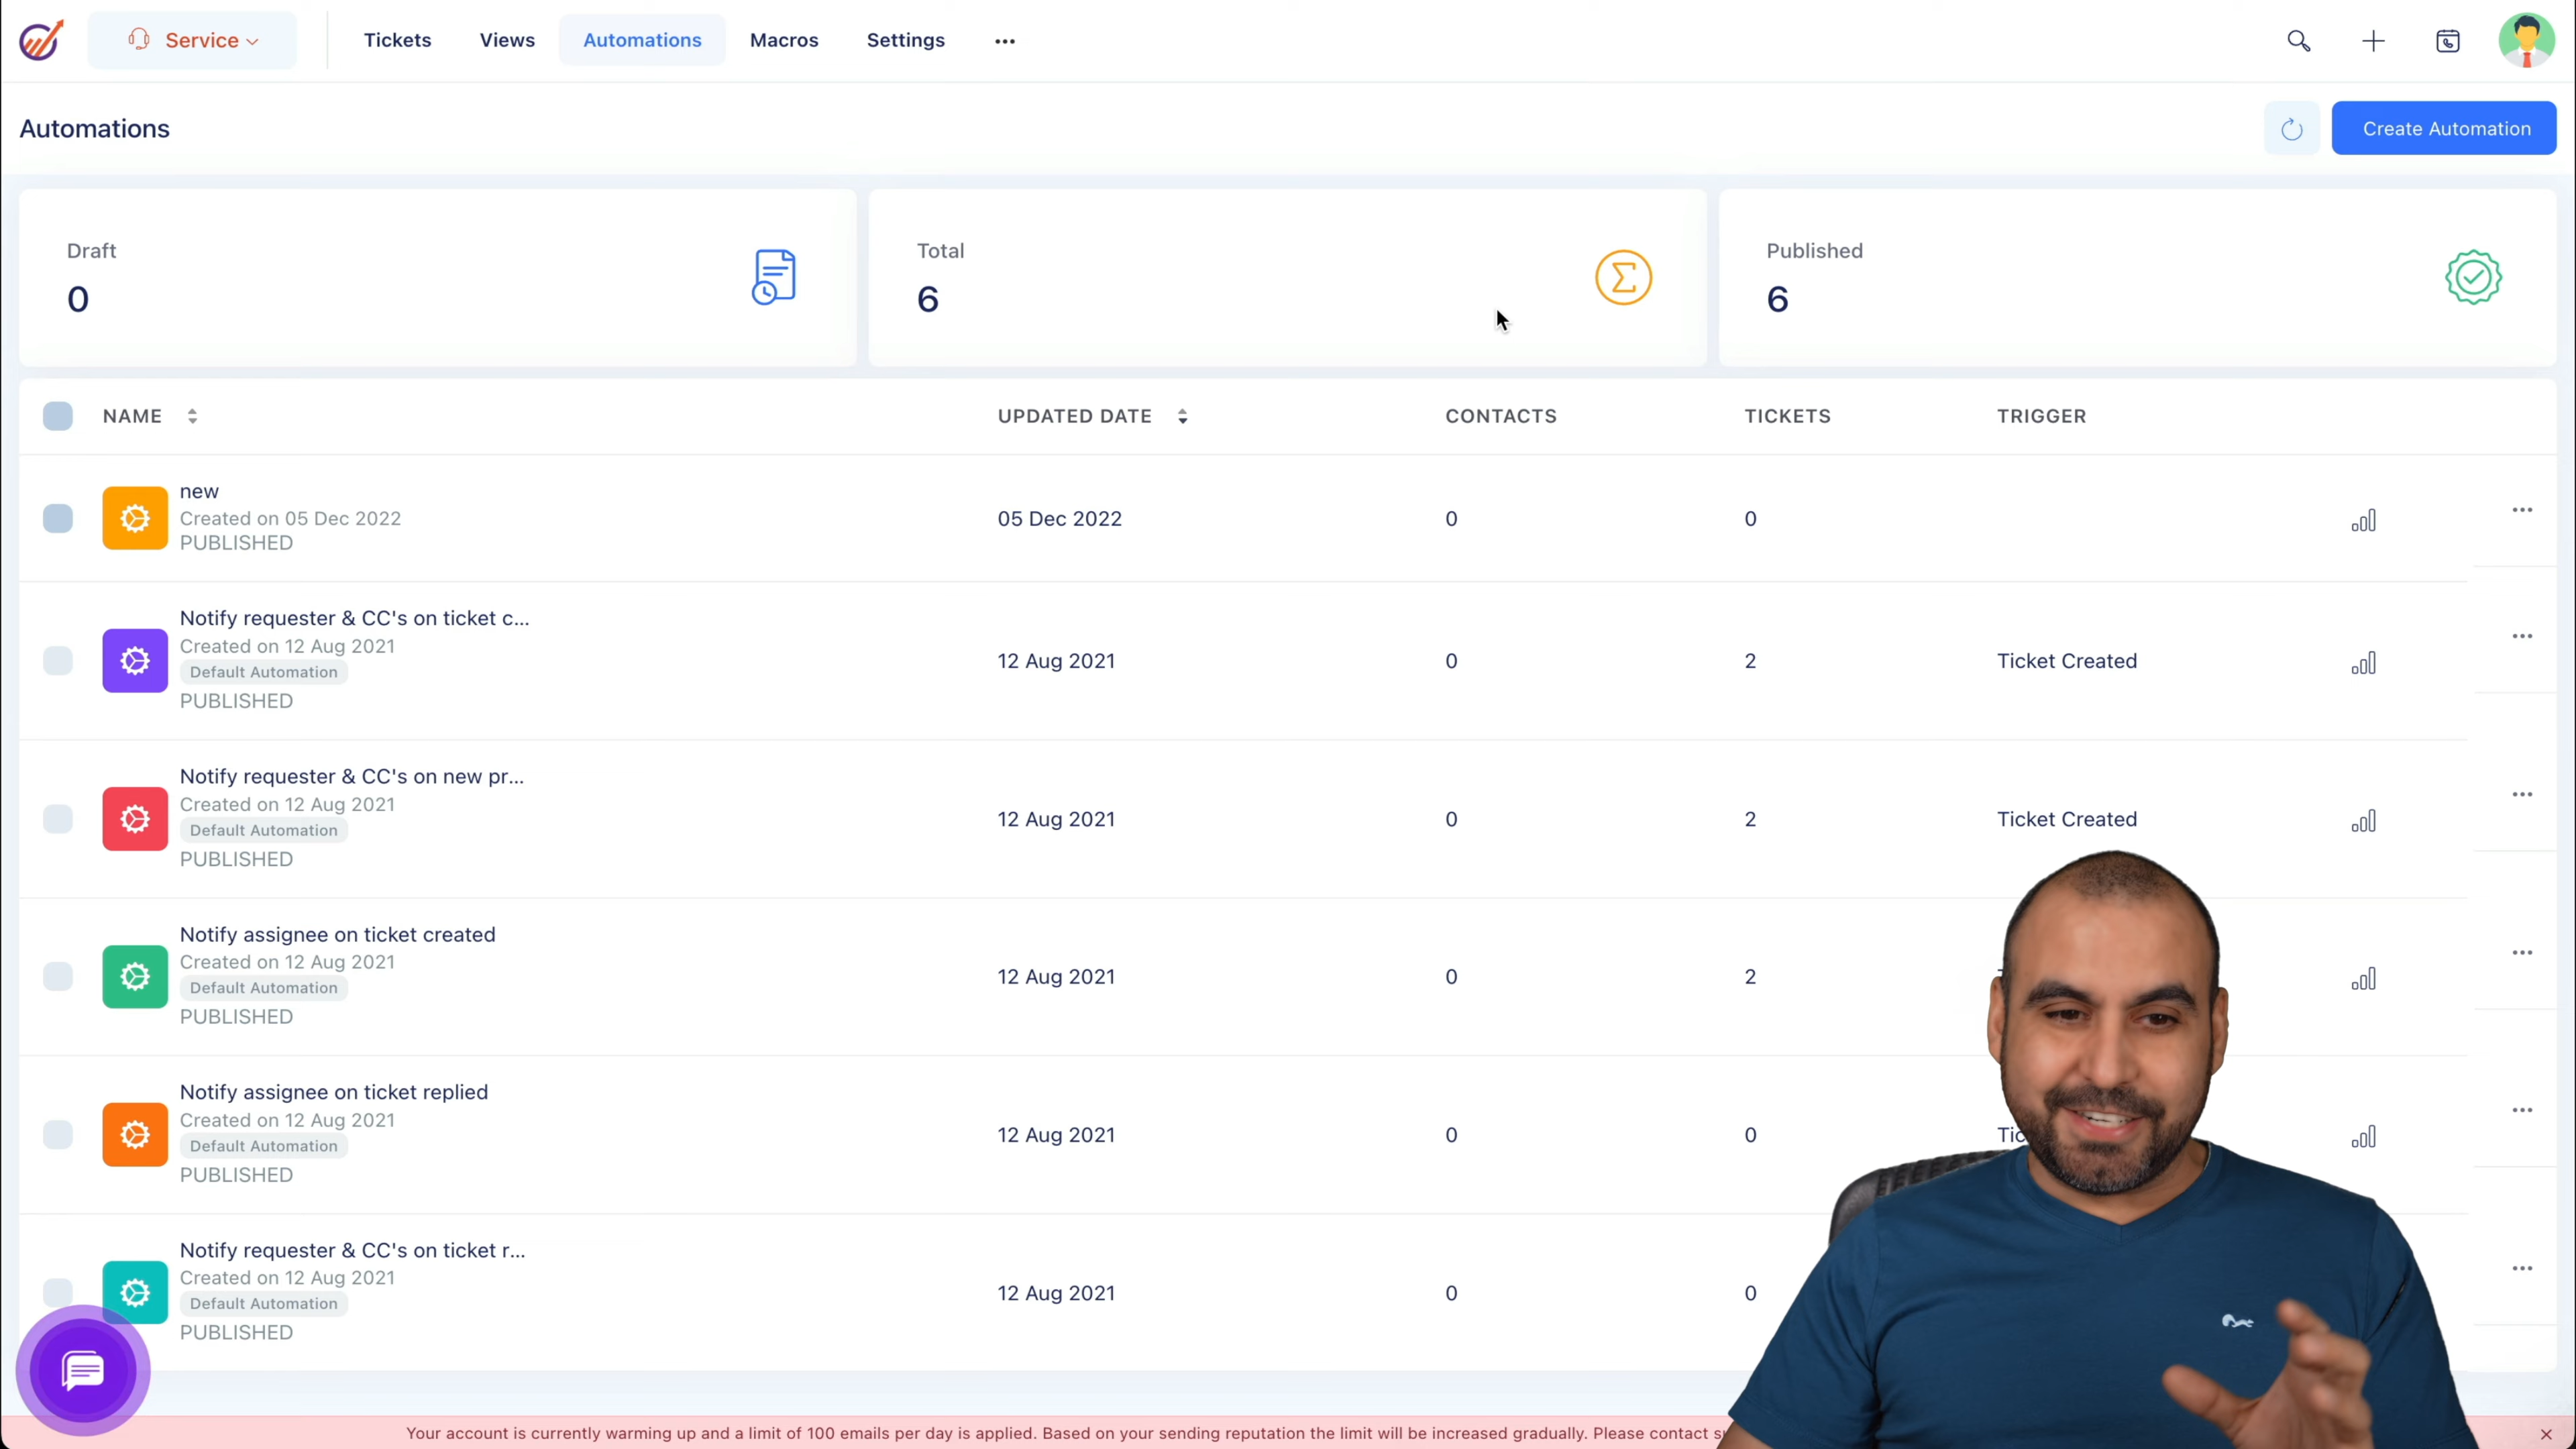 Service
Tickets
Views
Automations
Macros
Settings
Automations
Create Automation
Draft
0
Total
6
Published
6
NAME
UPDATED DATE
CONTACTS
TICKETS
TRIGGER
new
Created on 05 Dec 2022
PUBLISHED
05 Dec 2022
0
0
Notify requester & CC's on ticket c...
Created on 12 Aug 2021
Default Automation
PUBLISHED
12 Aug 2021
0
2
Ticket Created
Notify requester & CC's on new pr...
Created on 12 Aug 2021
Default Automation
PUBLISHED
12 Aug 2021
0
2
Ticket Created
Notify assignee on ticket created
Created on 12 Aug 2021
Default Automation
PUBLISHED
12 Aug 2021
0
2
Notify assignee on ticket replied
Created on 12 Aug 2021
Default Automation
PUBLISHED
12 Aug 2021
0
0
Notify requester & CC's on ticket r...
Created on 12 Aug 2021
Default Automation
PUBLISHED
12 Aug 2021
0
0
Your account is currently warming up and a limit of 100 emails per day is applied. Based on your sending reputation the limit will be increased gradually. Please contact